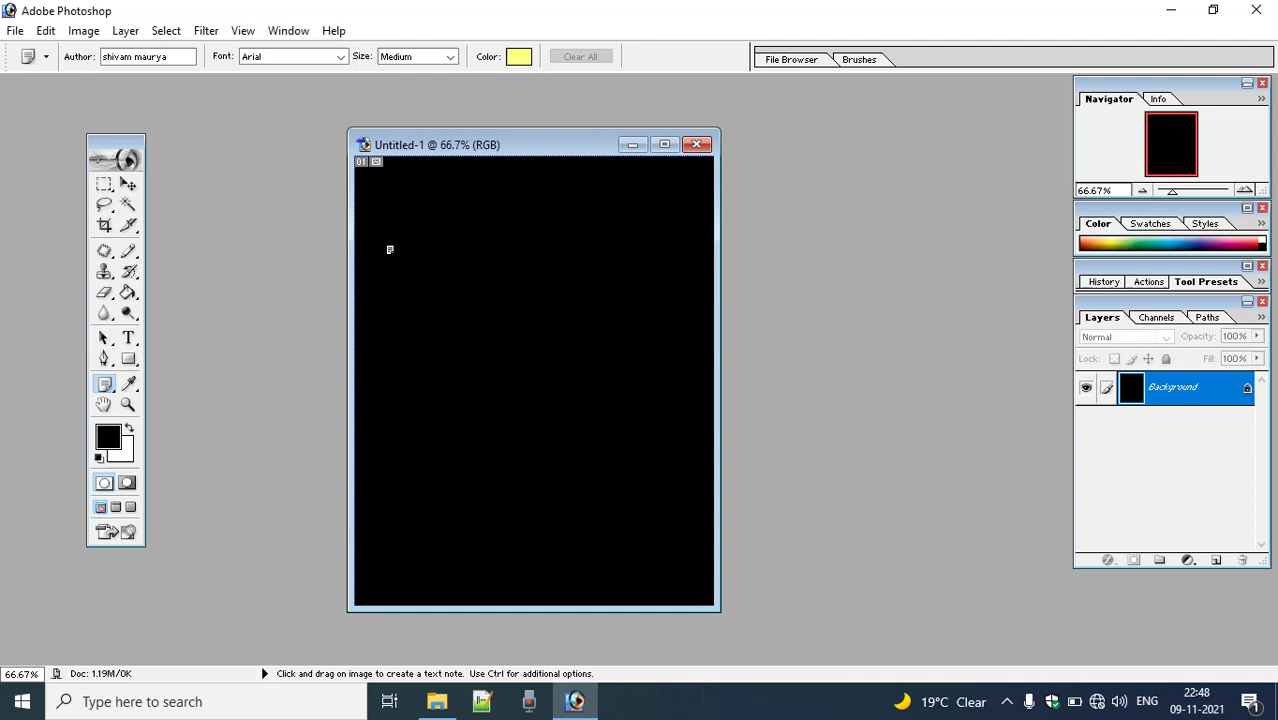 Adobe Photoshop
File Edit Image Layer Select Filter View Window Help
Author: shivam maurya Font: Arial Size: Medium Color: Clear All File Browser Brushes
Navigator Info
Untitled-1 @ 66.7% (RGB)
01
66.67%
Color Swatches Styles
History Actions Tool Presets
Layers Channels Paths
Normal Opacity: 100%
Lock: Fill: 100%
Background
T
66.67% Doc: 1.19M/0K Click and drag on image to create a text note. Use Ctrl for additional options.
Type here to search
19°C Clear ENG 22:48
09-11-2021 1